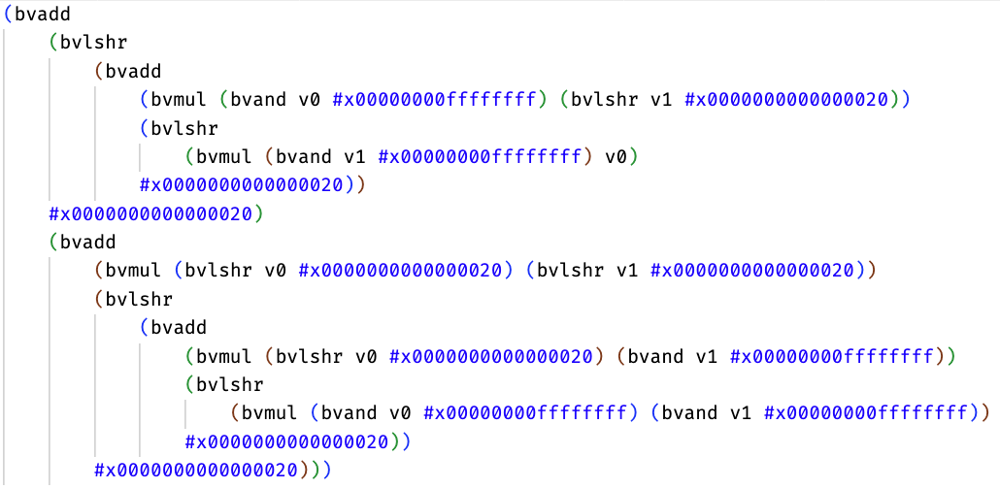 (bvadd
(bvlshr
(bvadd
(bvmul (bvand v0 #x00000000ffffffff) (bvlshr v1 #x0000000000000020))
(bvlshr
(bvmul (bvand v1 #x00000000ffffffff) v0)
#x0000000000000020))
#x0000000000000020)
(bvadd
(bvmul (bvlshr v0 #x0000000000000020) (bvlshr v1 #x0000000000000020))
(bvlshr
(bvadd
(bvmul (bvlshr v0 #x0000000000000020) (bvand v1 #x00000000ffffffff))
(bvlshr
(bvmul (bvand v0 #x00000000ffffffff) (bvand v1 #x00000000ffffffff))
#x0000000000000020))
#x0000000000000020)))